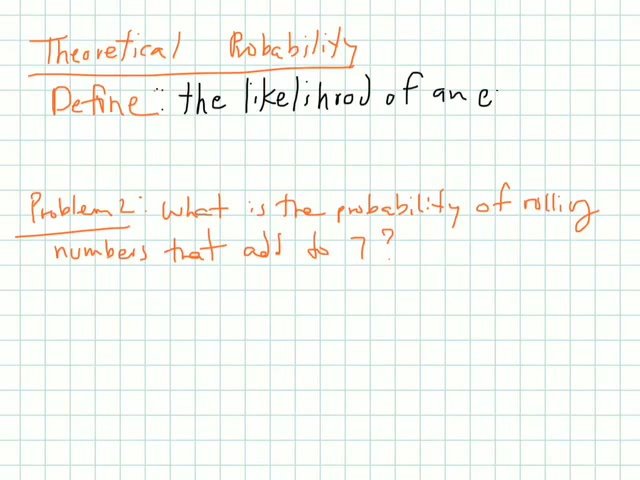 Theoretical Probability
Define: the likelihood of an e
Problem 2: What is the probability of rolling
numbers that add to 7?